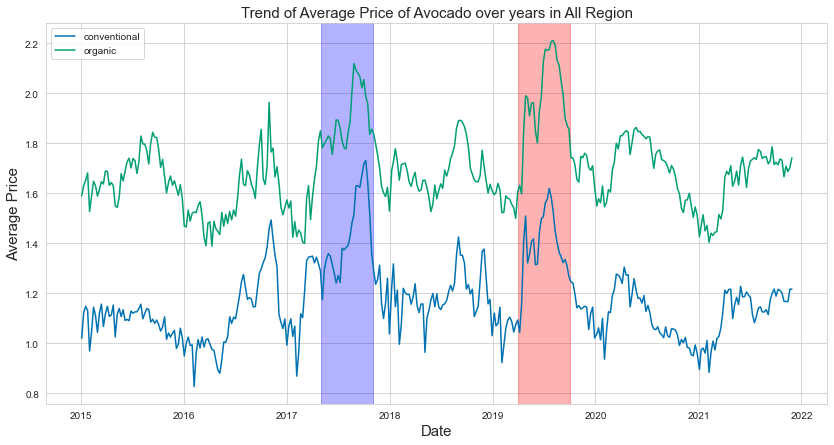 Trend of Average Price of Avocado over years in All Region
conventional
organic
Average Price
2.2
2.0
1.8
1.6
1.4
1.2
1.0
0.8
2015 2016 2017 2018 2019 2020 2021 2022
Date